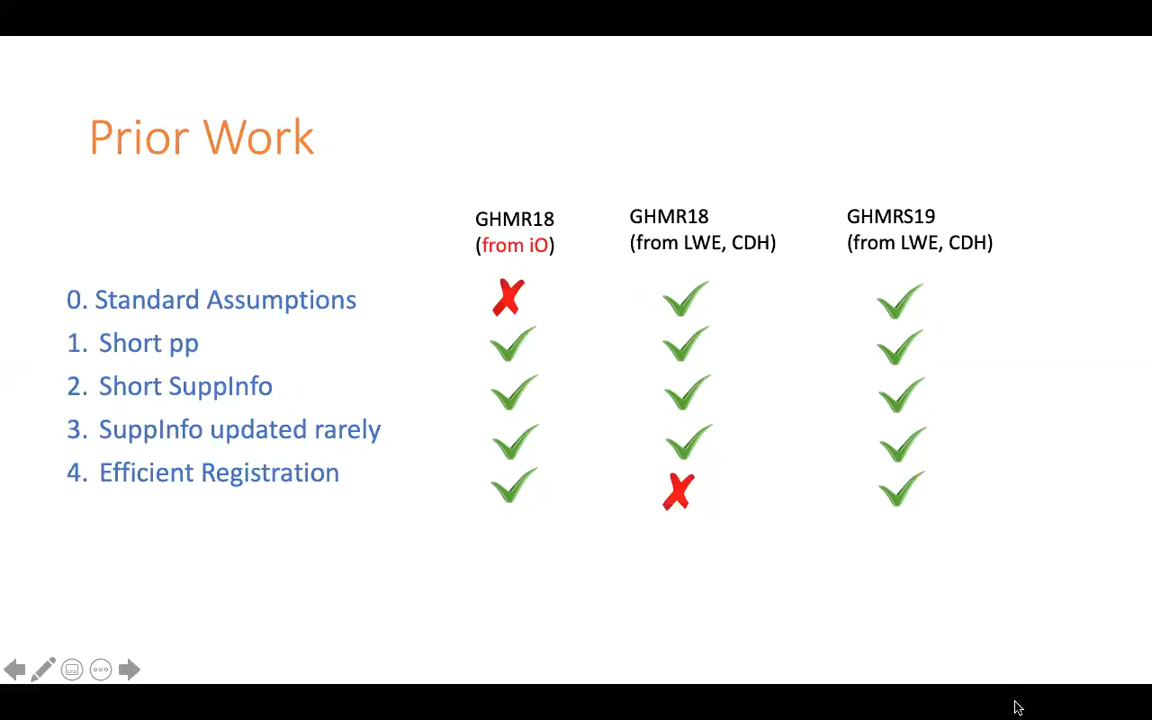 Prior Work
GHMR18
(from iO)
GHMR18
(from LWE, CDH)
GHMRS19
(from LWE, CDH)
0. Standard Assumptions
1. Short pp
2. Short SuppInfo
3. SuppInfo updated rarely
4. Efficient Registration